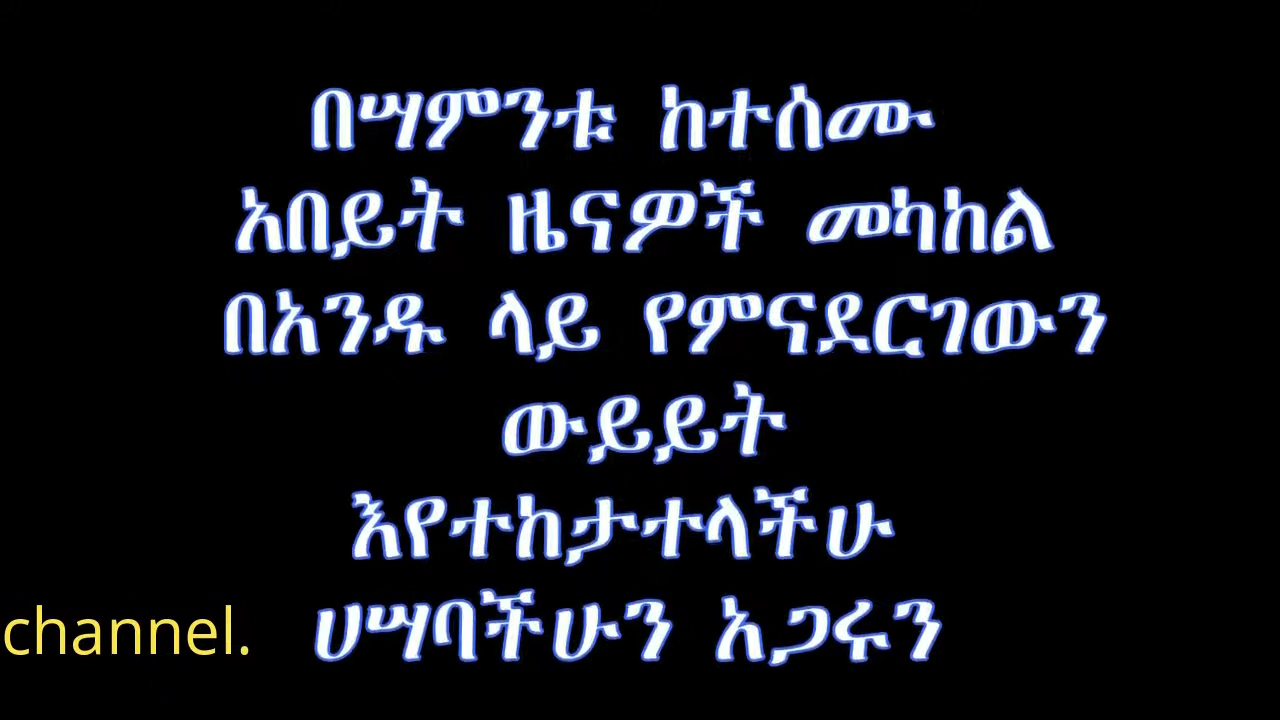 በሣምንቱ ከተሰሙ
አበይት ዜናዎች መካከል
በአንዱ ላይ የምናደርገውን
ውይይት
እየተከታተላችሁ
ሀሣባችሁን አጋሩን
channel.